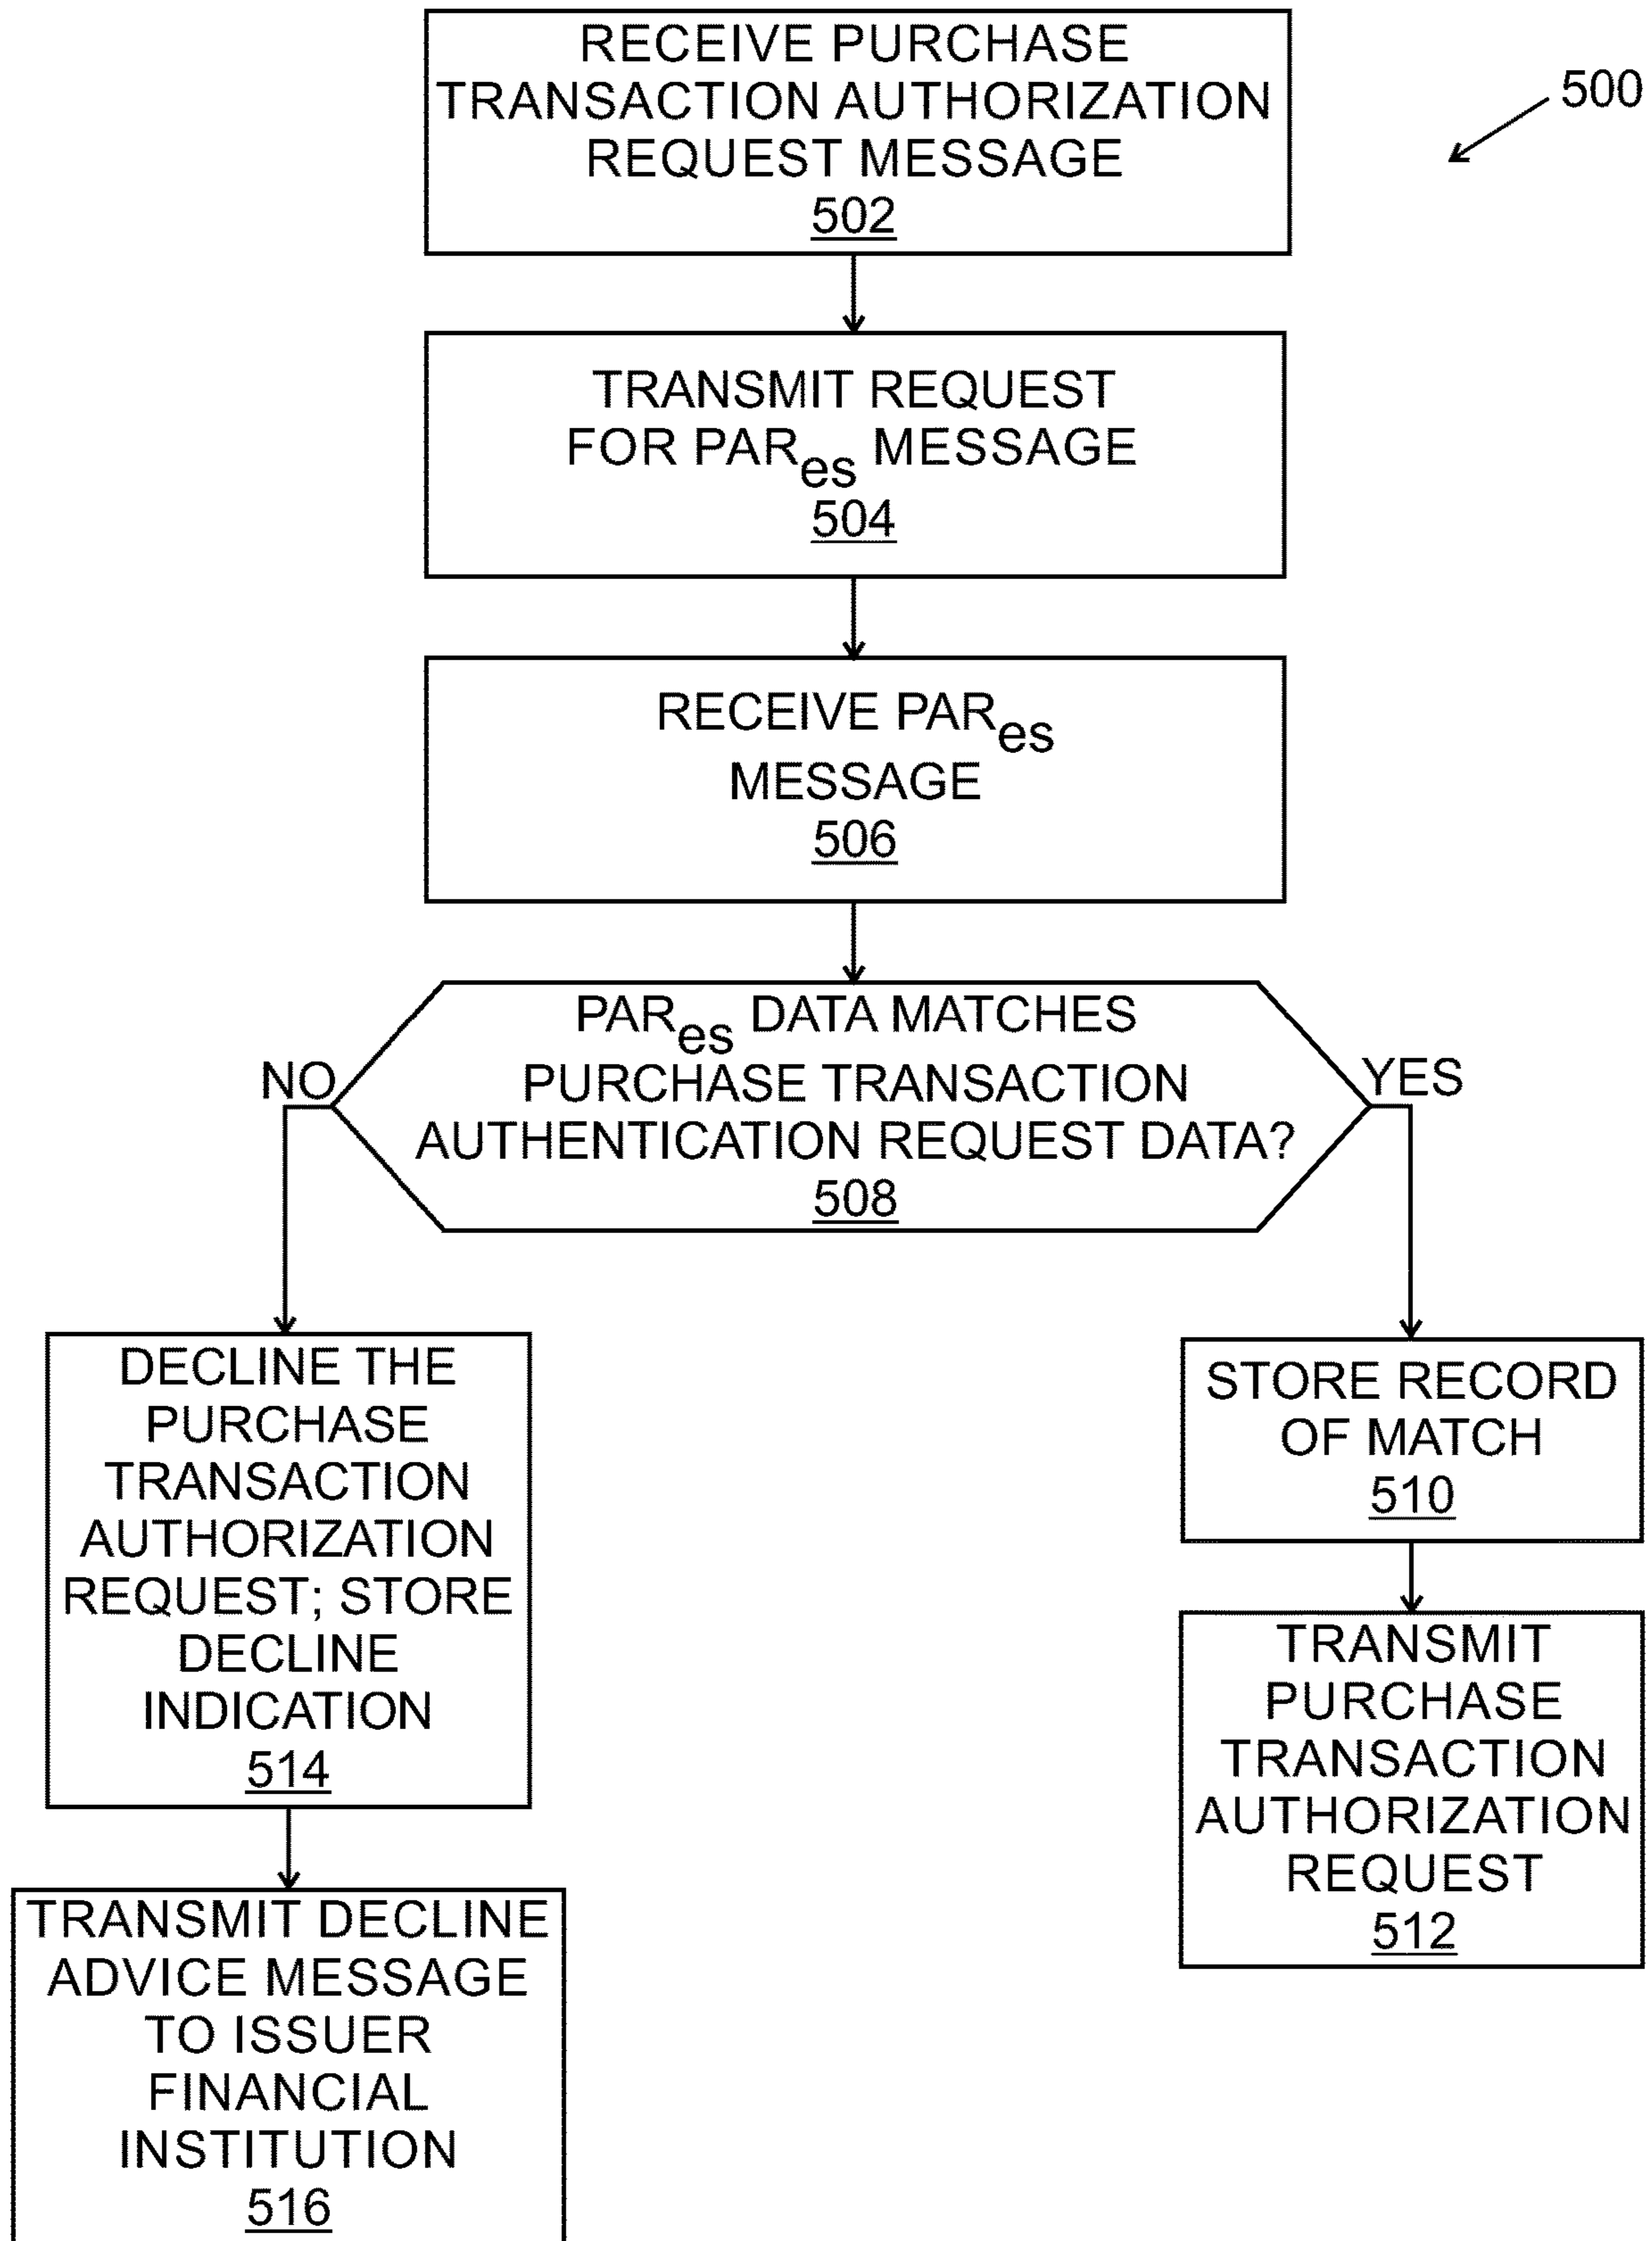 RECEIVE PURCHASE
TRANSACTION AUTHORIZATION
REQUEST MESSAGE
502
500
TRANSMIT REQUEST
FOR PARes MESSAGE
504
RECEIVE PARes
MESSAGE
506
PARes DATA MATCHES
PURCHASE TRANSACTION
AUTHENTICATION REQUEST DATA?
508
NO
YES
DECLINE THE
PURCHASE
TRANSACTION
AUTHORIZATION
REQUEST; STORE
DECLINE
INDICATION
514
TRANSMIT DECLINE
ADVICE MESSAGE
TO ISSUER
FINANCIAL
INSTITUTION
516
STORE RECORD
OF MATCH
510
TRANSMIT
PURCHASE
TRANSACTION
AUTHORIZATION
REQUEST
512